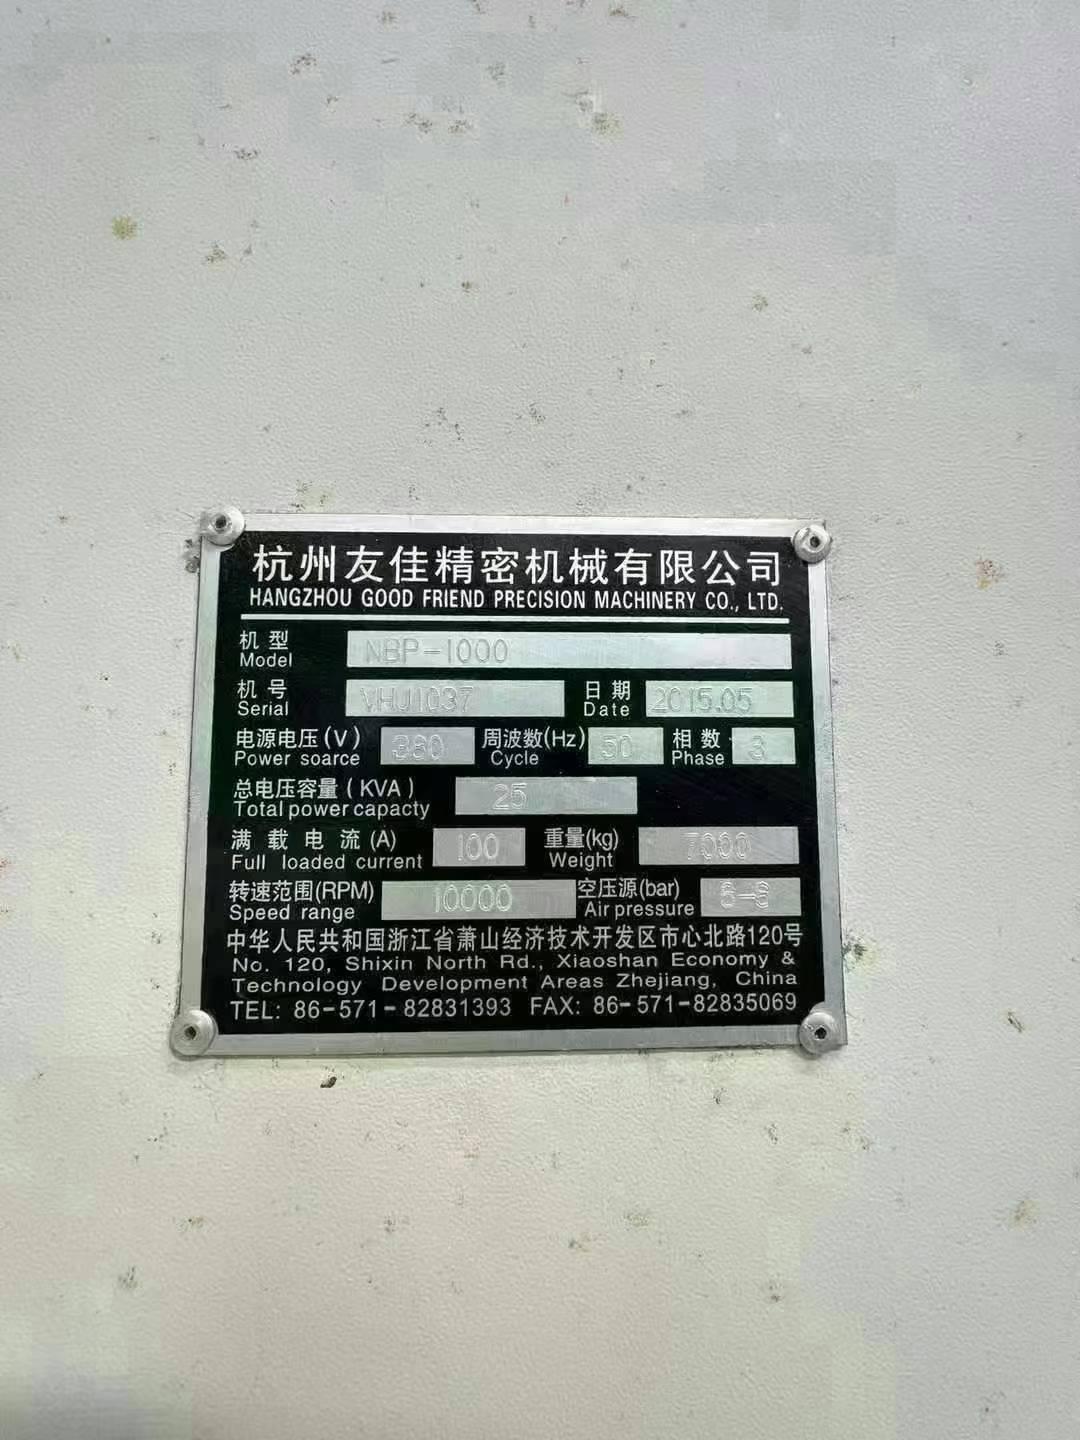 杭州友佳精密机械有限公司
HANGZHOU GOOD FRIEND PRECISION MACHINERY CO., LTD.
机型 NBP-1000
Model
机号 VHU1037 日期 2015.05
Serial Date
电源电压(V) 380 周波数(Hz) 50 相数 3
Power soarce Cycle Phase
总电压容量(KVA) 25
Total power capacty
满载电流(A) 100 重量(kg) 7000
Full loaded current Weight
转速范围(RPM) 10000 空压源(bar)
Speed range Air pressure
中华人民共和国浙江省萧山经济技术开发区市心北路120号
No. 120, Shixin North Rd., Xiaoshan Economy &
Technology Development Areas Zhejiang, China
TEL: 86-571-82831393 FAX: 86-571-82835069